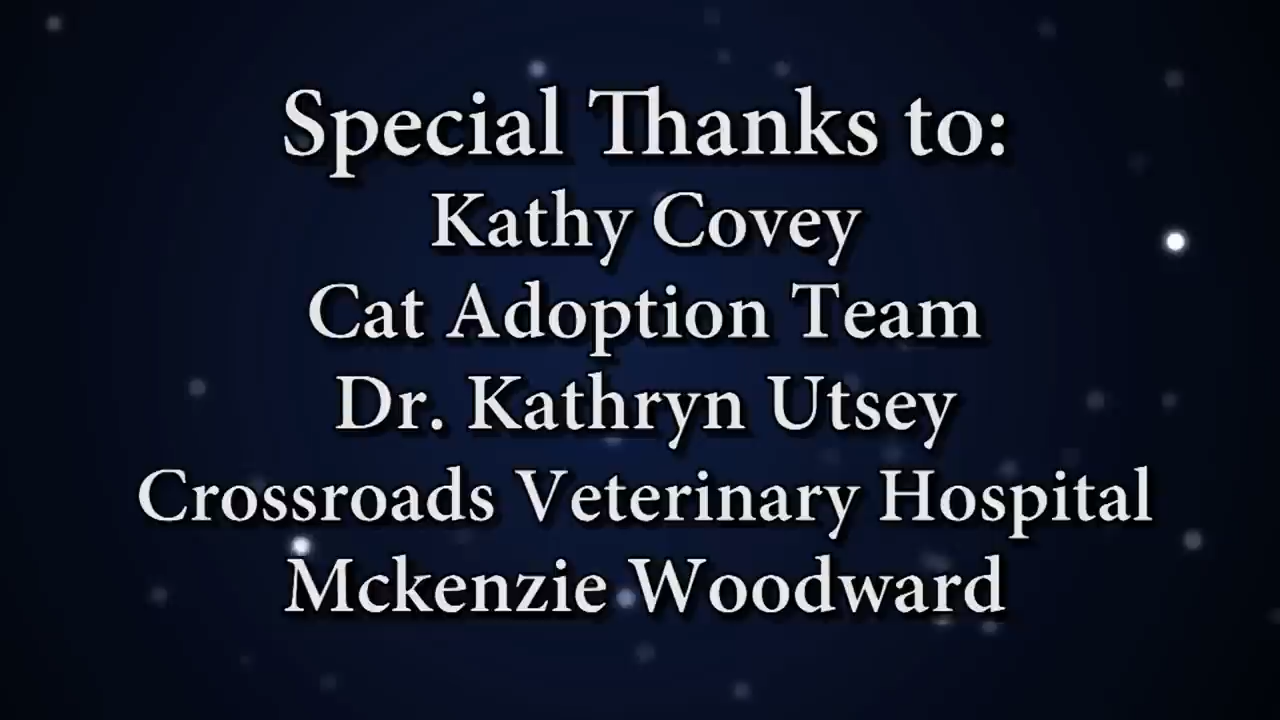 Special Thanks to:
Kathy Covey
Cat Adoption Team
Dr. Kathryn Utsey
Crossroads Veterinary Hospital
Mckenzie Woodward